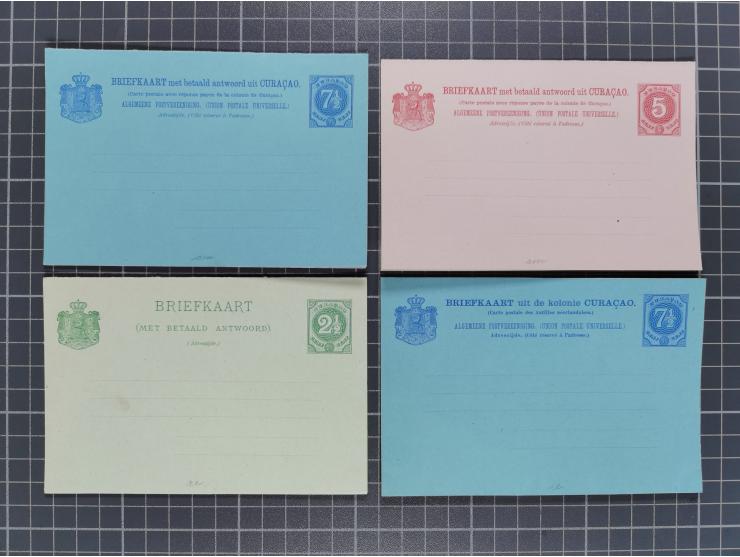 BRIEFKAART met betaald antwoord uit CURAÇAO.
(Carte postale avec réponse payée de la colonie de Curaçao.)
ALGEMEENE POSTVEREENIGING. (UNION POSTALE UNIVERSELLE.)
Adreszijde. (Côté réservé à l'adresse.)
7½
BRIEFKAART met betaald antwoord uit CURAÇAO.
(Carte postale avec réponse payée de la colonie de Curaçao.)
ALGEMEENE POSTVEREENIGING. (UNION POSTALE UNIVERSELLE.)
Adreszijde. (Côté réservé à l'adresse.)
5
BRIEFKAART
(MET BETAALD ANTWOORD)
(Adreszijde.)
2½
BRIEFKAART uit de kolonie CURAÇAO.
(Carte postale des Antilles néerlandaises.)
ALGEMEENE POSTVEREENIGING. (UNION POSTALE UNIVERSELLE.)
Adreszijde. (Côté réservé à l'adresse.)
7½